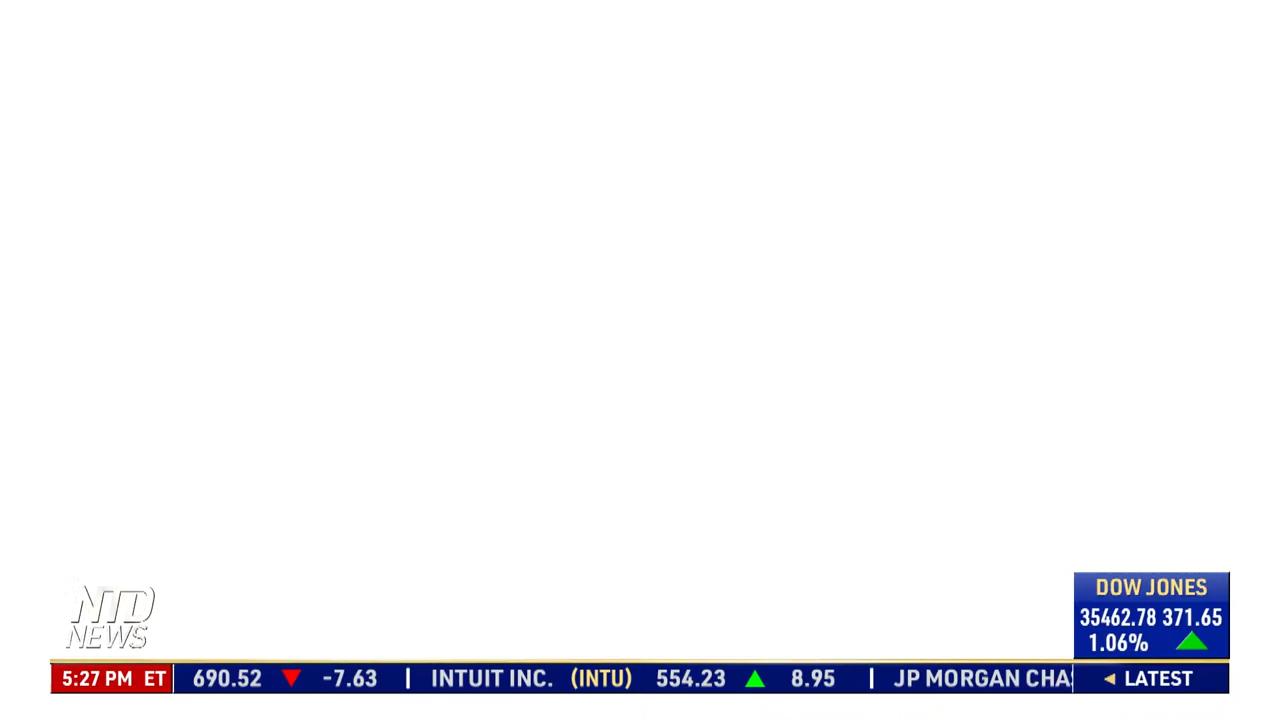 NTD
NEWS
DOW JONES
35462.78 371.65
1.06%
5:27 PM ET 690.52 -7.63 | INTUIT INC. (INTU) 554.23 8.95 | JP MORGAN CHAS LATEST